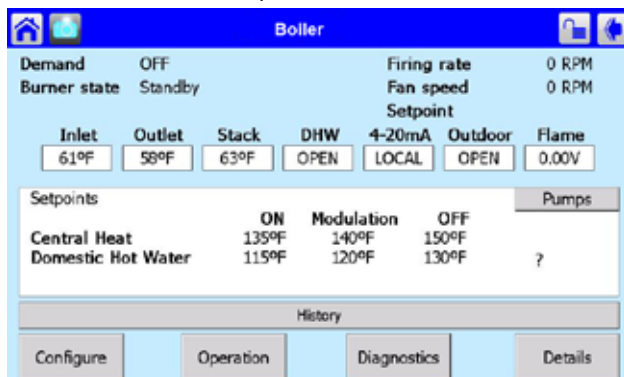 Boiler
Demand OFF Firing rate 0 RPM
Burner state Standby Fan speed 0 RPM
Setpoint
Inlet Outlet Stack DHW 4-20mA Outdoor Flame
61ºF 58ºF 63ºF OPEN LOCAL OPEN 0.00V
Setpoints Pumps
ON Modulation OFF
Central Heat 135ºF 140ºF 150ºF
Domestic Hot Water 115ºF 120ºF 130ºF ?
History
Configure Operation Diagnostics Details